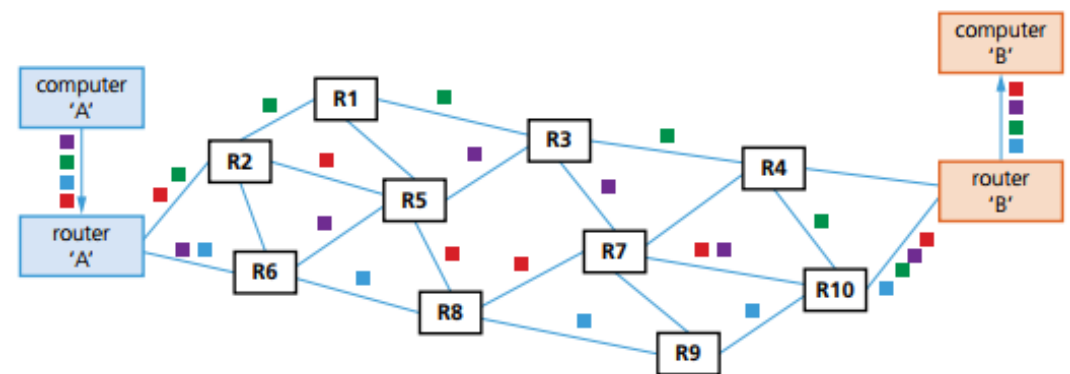 computer
'A'
router
'A'
R1
R2
R3
R4
R5
R6
R7
R8
R9
R10
computer
'B'
router
'B'